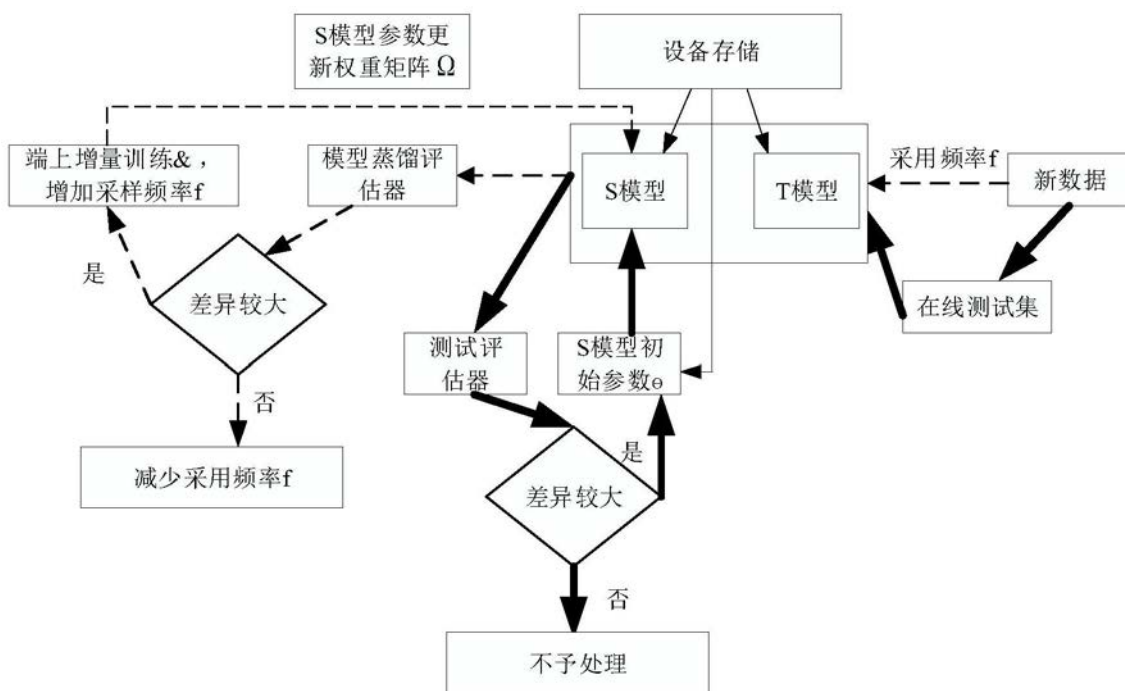 S模型参数更
新权重矩阵 Ω
设备存储
端上增量训练&，
增加采样频率f
模型蒸馏评
估器
S模型
T模型
采用频率f
新数据
是
差异较大
在线测试集
测试评
估器
S模型初
始参数ɵ
否
减少采用频率f
是
差异较大
否
不予处理